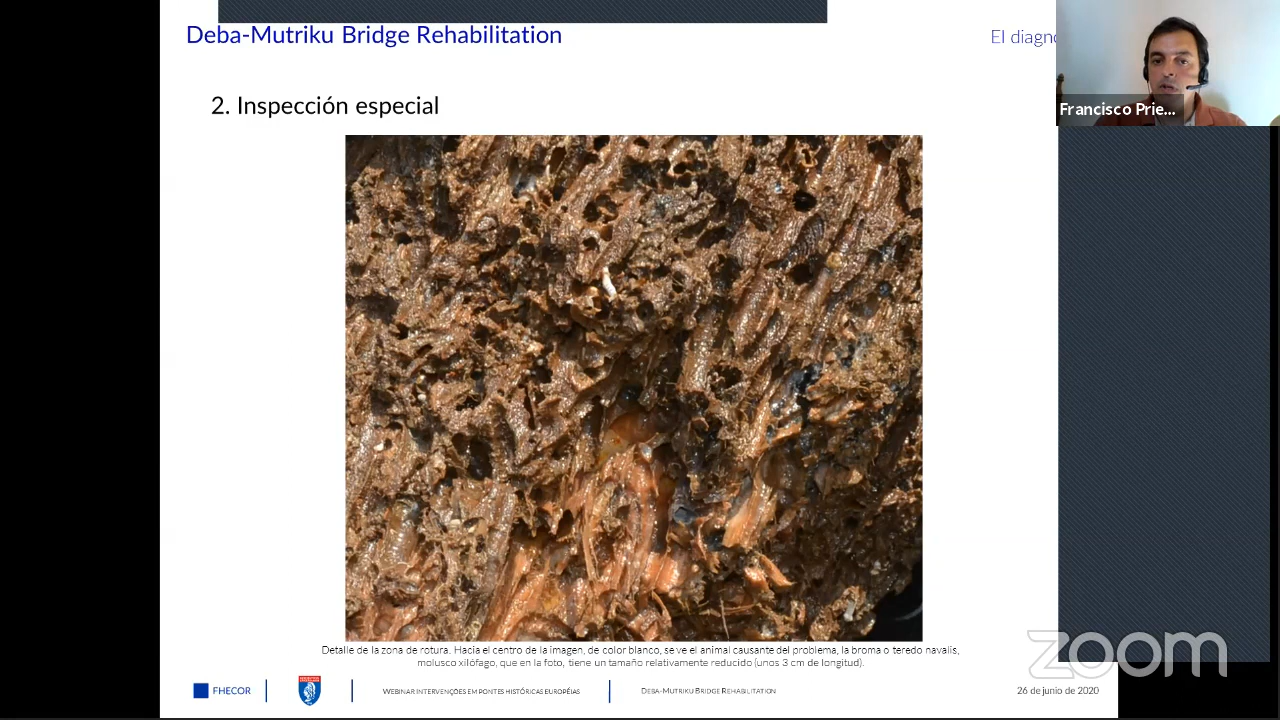 Deba-Mutriku Bridge Rehabilitation
El diagnó
Francisco Prie...
2. Inspección especial
Detalle de la zona de rotura. Hacia el centro de la imagen, de color blanco, se ve el animal causante del problema, la broma o teredo navalis,
molusco xilófago, que en la foto, tiene un tamaño relativamente reducido (unos 3 cm de longitud).
zoom
FHECOR
WEBINAR INTERVENÇÕES EM PONTES HISTÓRICAS EUROPÉIAS
DEBA-MUTRIKU BRIDGE REHABILITATION
26 de junio de 2020